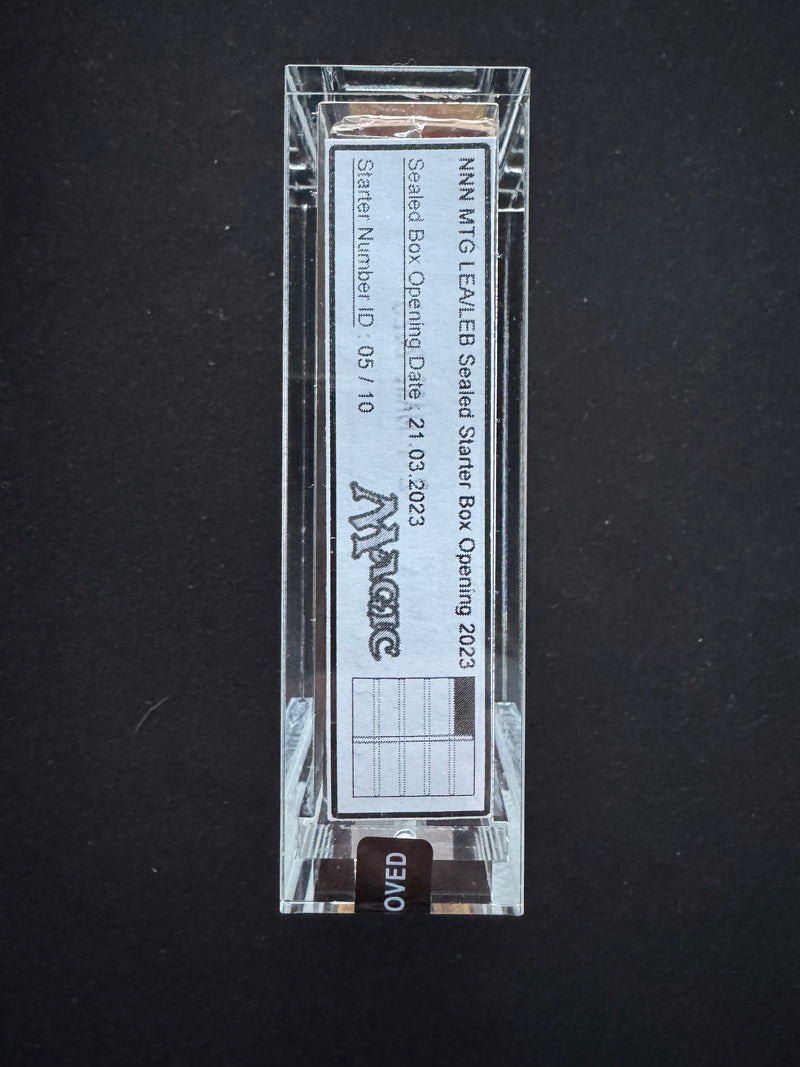 NNN MTG LEA/LEB Sealed Starter Box Opening 2023
Sealed Box Opening Date : 21.03.2023
Starter Number ID : 05 / 10
MAGIC
OVED